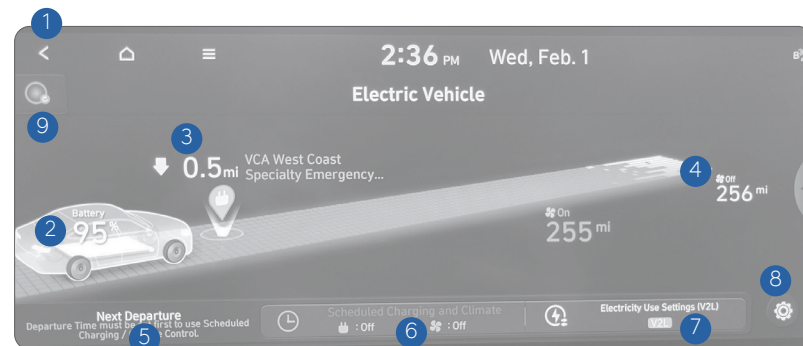 1
2:36 PM Wed, Feb. 1
Electric Vehicle
9
3
0.5mi
VCA West Coast
Specialty Emergency...
4
Off
256 mi
Battery
2
95%
On
255 mi
8
Next Departure
Departure Time must be first to use Scheduled
Charging / Control.
5
Scheduled Charging and Climate
: Off : Off
6
Electricity Use Settings (V2L)
V2L
7